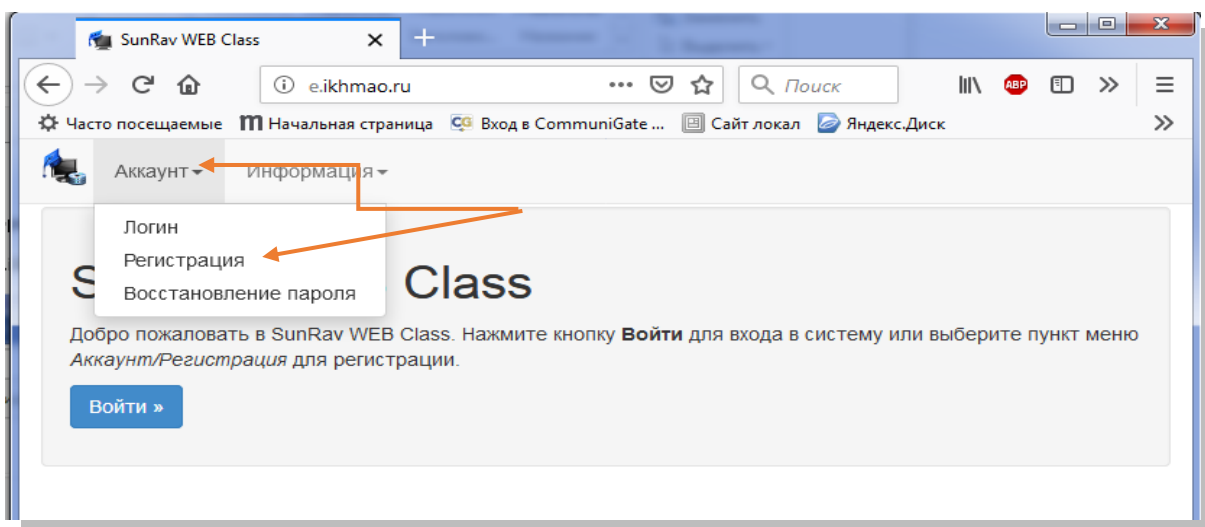 SunRav WEB Class
e.ikhmao.ru
Поиск
ABP
Часто посещаемые
Начальная страница
CG
Вход в CommuniGate ...
Сайт локал
Яндекс.Диск
Аккаунт
Информация
Логин
Регистрация
Восстановление пароля
S
Class
Добро пожаловать в SunRav WEB Class. Нажмите кнопку Войти для входа в систему или выберите пункт меню
Аккаунт/Регистрация для регистрации.
Войти »